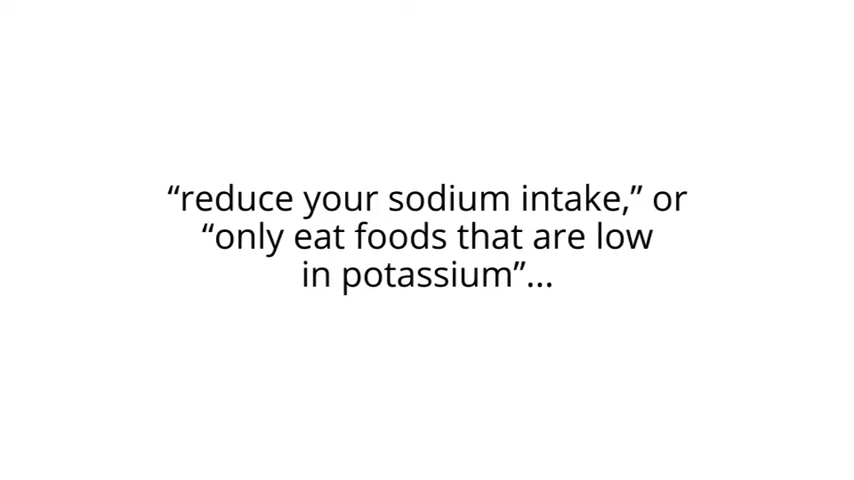 “reduce your sodium intake,” or
“only eat foods that are low
in potassium”...